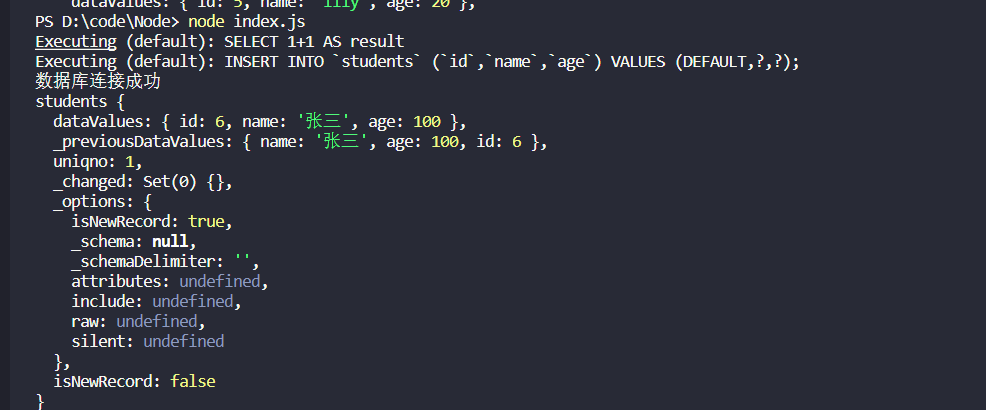 dataValues: { id: 5, name: 'lily', age: 20 },
PS D:\code\Node> node index.js
Executing (default): SELECT 1+1 AS result
Executing (default): INSERT INTO `students` (`id`,`name`,`age`) VALUES (DEFAULT,?,?);
数据库连接成功
students {
  dataValues: { id: 6, name: '张三', age: 100 },
  _previousDataValues: { name: '张三', age: 100, id: 6 },
  uniqno: 1,
  _changed: Set(0) {},
  _options: {
    isNewRecord: true,
    _schema: null,
    _schemaDelimiter: '',
    attributes: undefined,
    include: undefined,
    raw: undefined,
    silent: undefined
  },
  isNewRecord: false
}